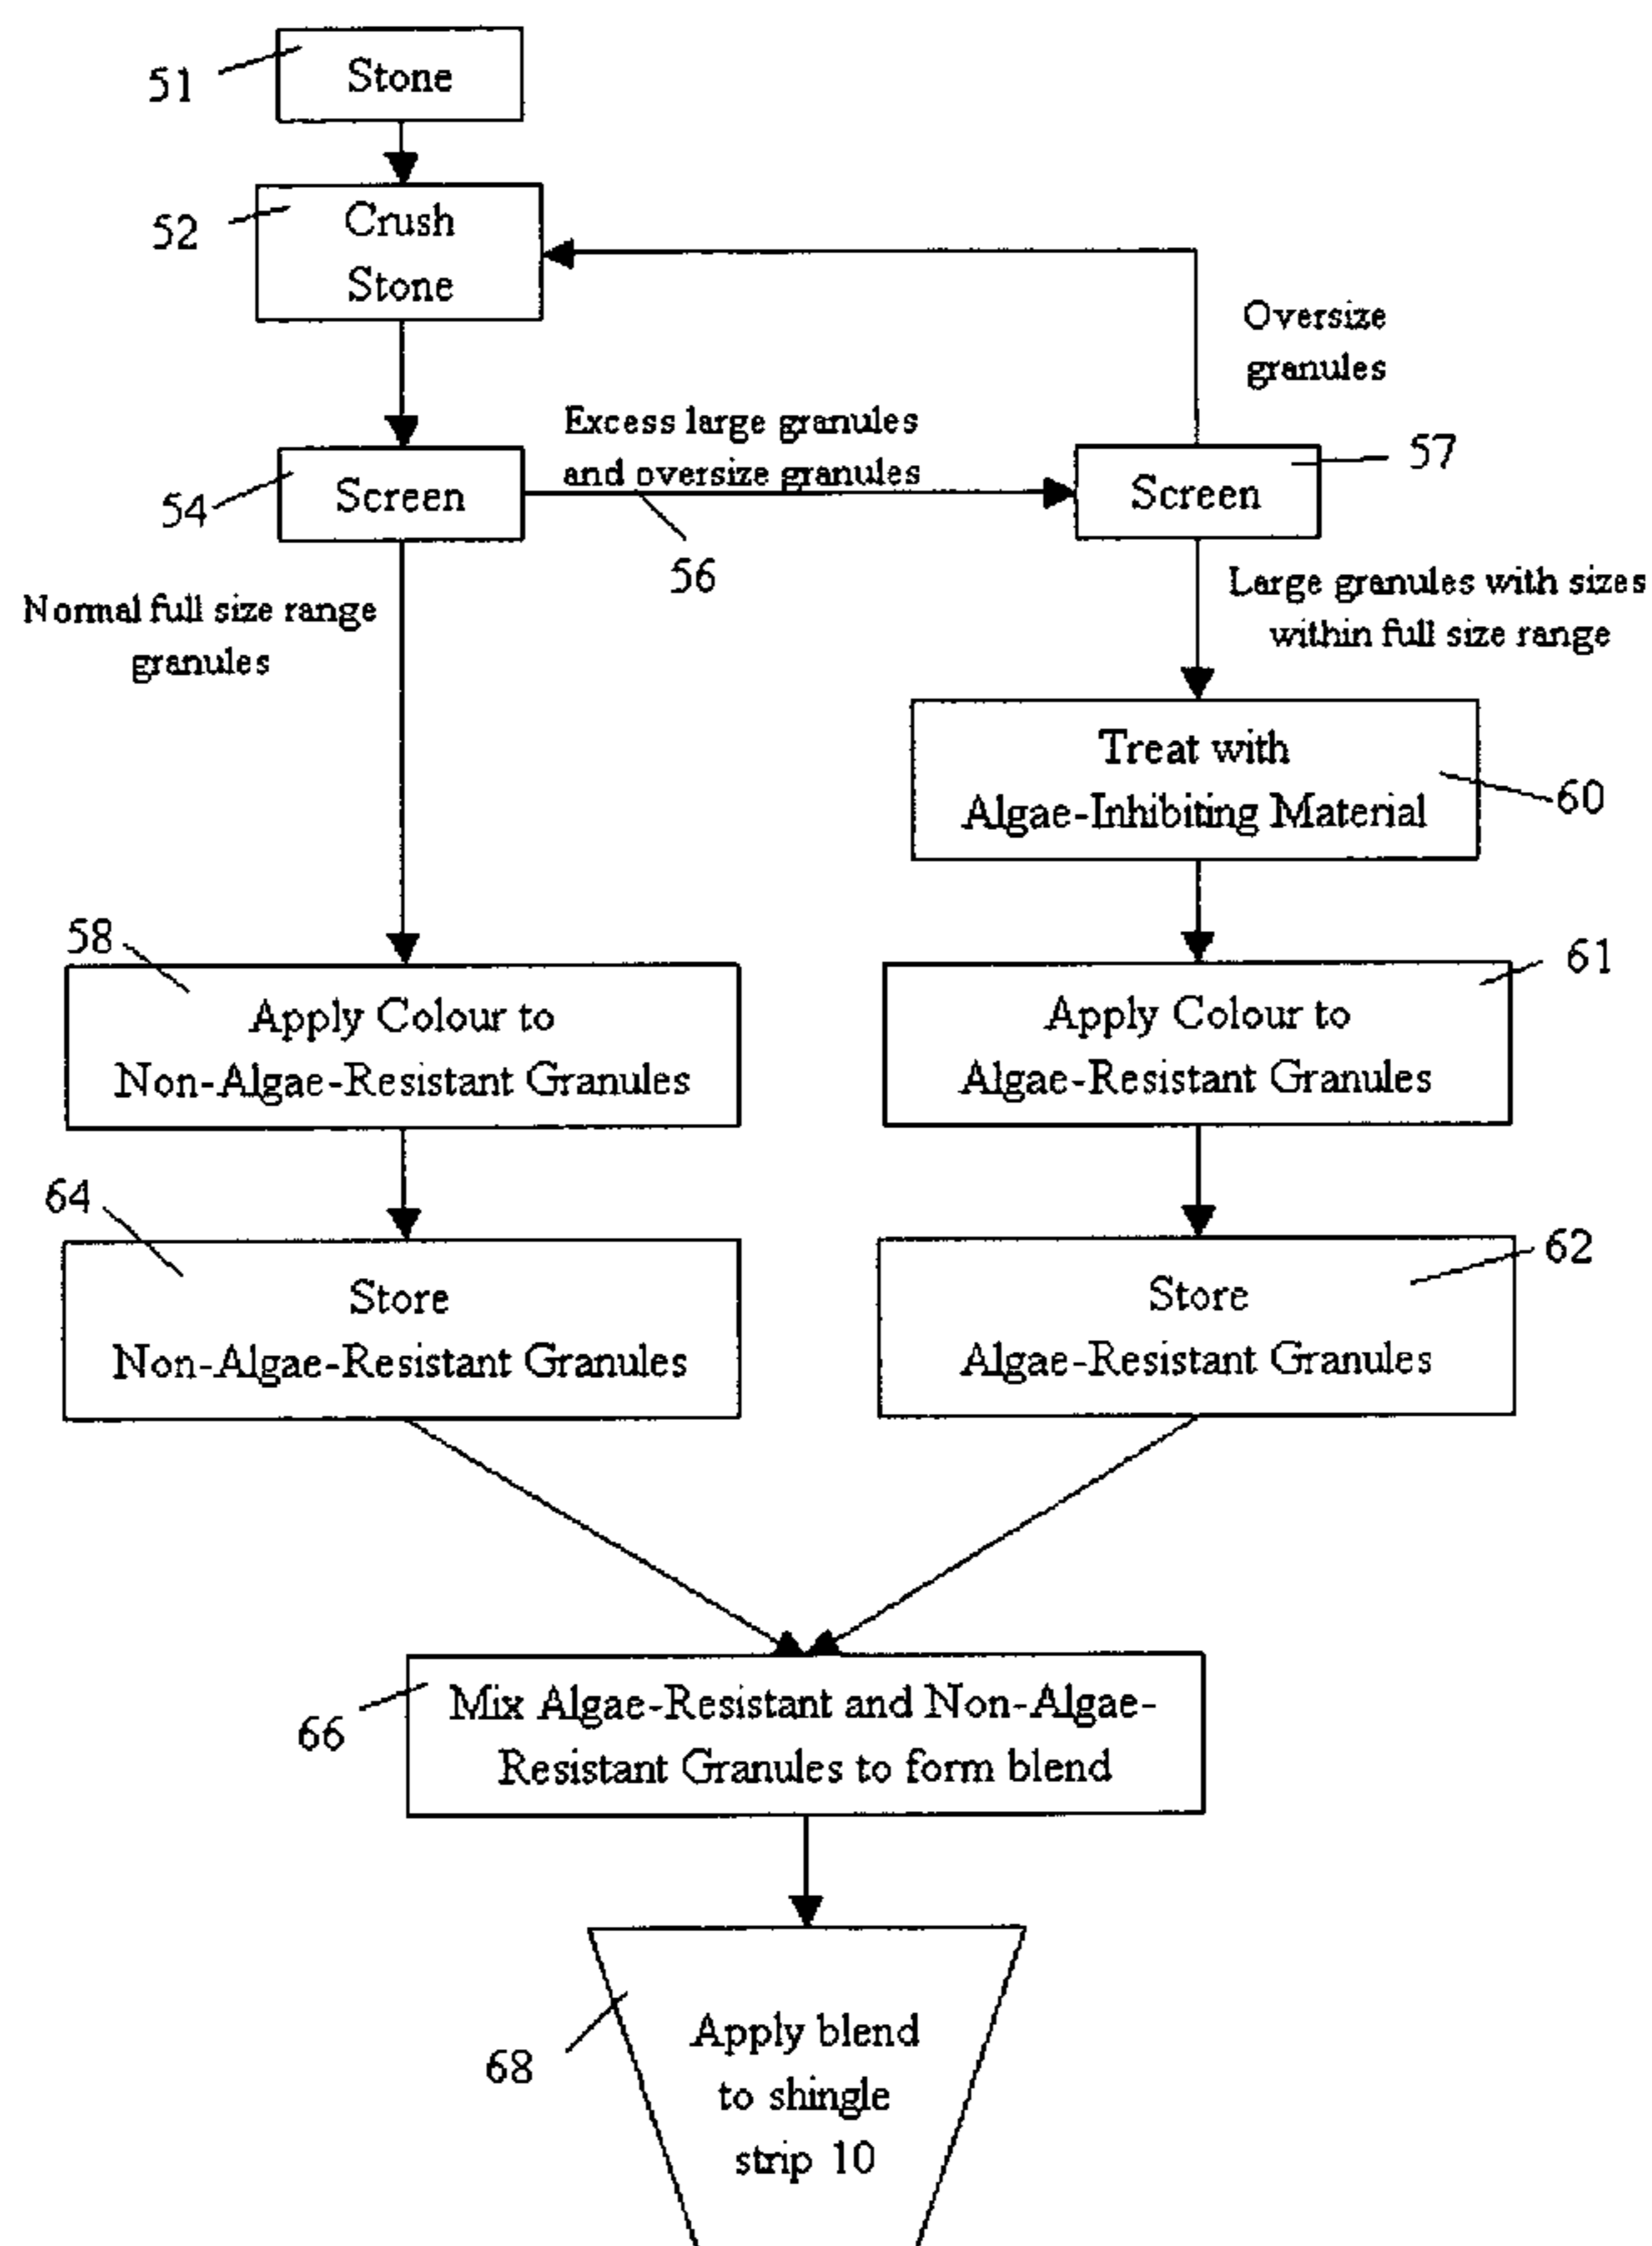 51
Stone
52
Crush
Stone
Oversize
granules
Excess large granules
and oversize granules
54
Screen
56
Screen
57
Normal full size range
granules
Large granules with sizes
within full size range
Treat with
Algae-Inhibiting Material
60
58
Apply Colour to
Non-Algae-Resistant Granules
61
Apply Colour to
Algae-Resistant Granules
64
Store
Non-Algae-Resistant Granules
62
Store
Algae-Resistant Granules
66
Mix Algae-Resistant and Non-Algae-
Resistant Granules to form blend
68
Apply blend
to shingle
strip 10